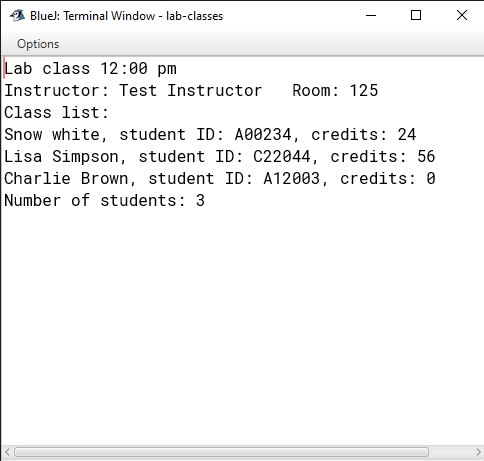 BlueJ: Terminal Window - lab-classes
Options
Lab class 12:00 pm
Instructor: Test Instructor   Room: 125
Class list:
Snow white, student ID: A00234, credits: 24
Lisa Simpson, student ID: C22044, credits: 56
Charlie Brown, student ID: A12003, credits: 0
Number of students: 3